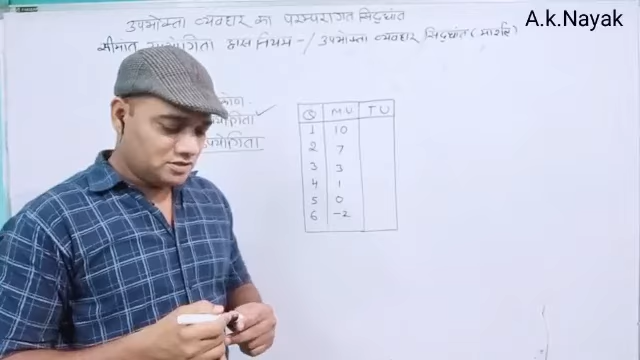 A.k.Nayak
उपभोक्ता व्यवहार का परम्परागत सिद्धांत
सीमांत उपयोगिता ह्रास नियम -/ उपभोक्ता व्यवहार सिद्धांत (मार्शल)
Q MU TU
1 10
2 7
3 3
4 1
5 0
6 -2